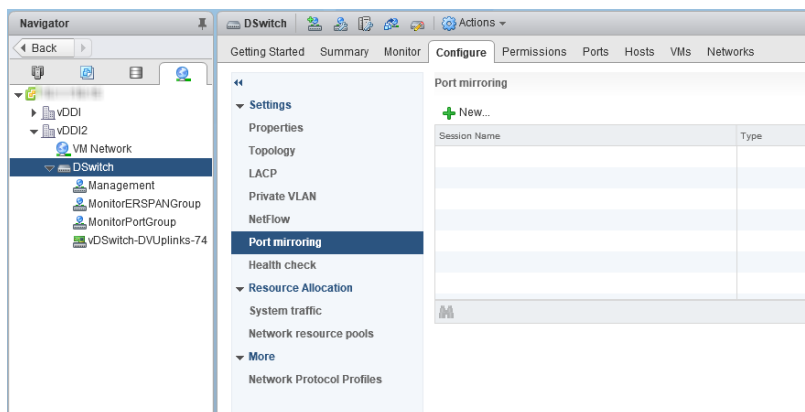 Navigator
Back
vDDI
vDDI2
VM Network
DSwitch
Management
MonitorERSPANGroup
MonitorPortGroup
vDSwitch-DVUplinks-74
DSwitch Actions
Getting Started Summary Monitor Configure Permissions Ports Hosts VMs Networks
Settings
Properties
Topology
LACP
Private VLAN
NetFlow
Port mirroring
Health check
Resource Allocation
System traffic
Network resource pools
More
Network Protocol Profiles
Port mirroring
New...
Session Name Type